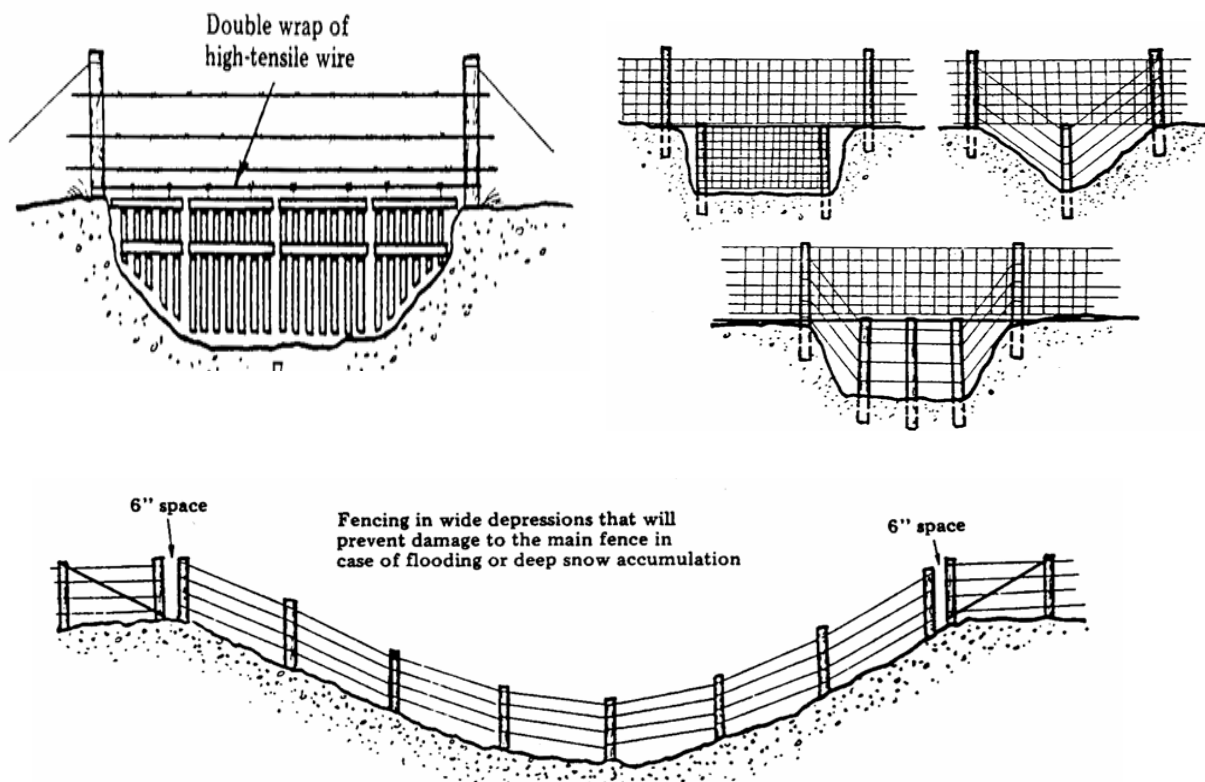 Double wrap of
high-tensile wire
6" space
Fencing in wide depressions that will
prevent damage to the main fence in
case of flooding or deep snow accumulation
6" space